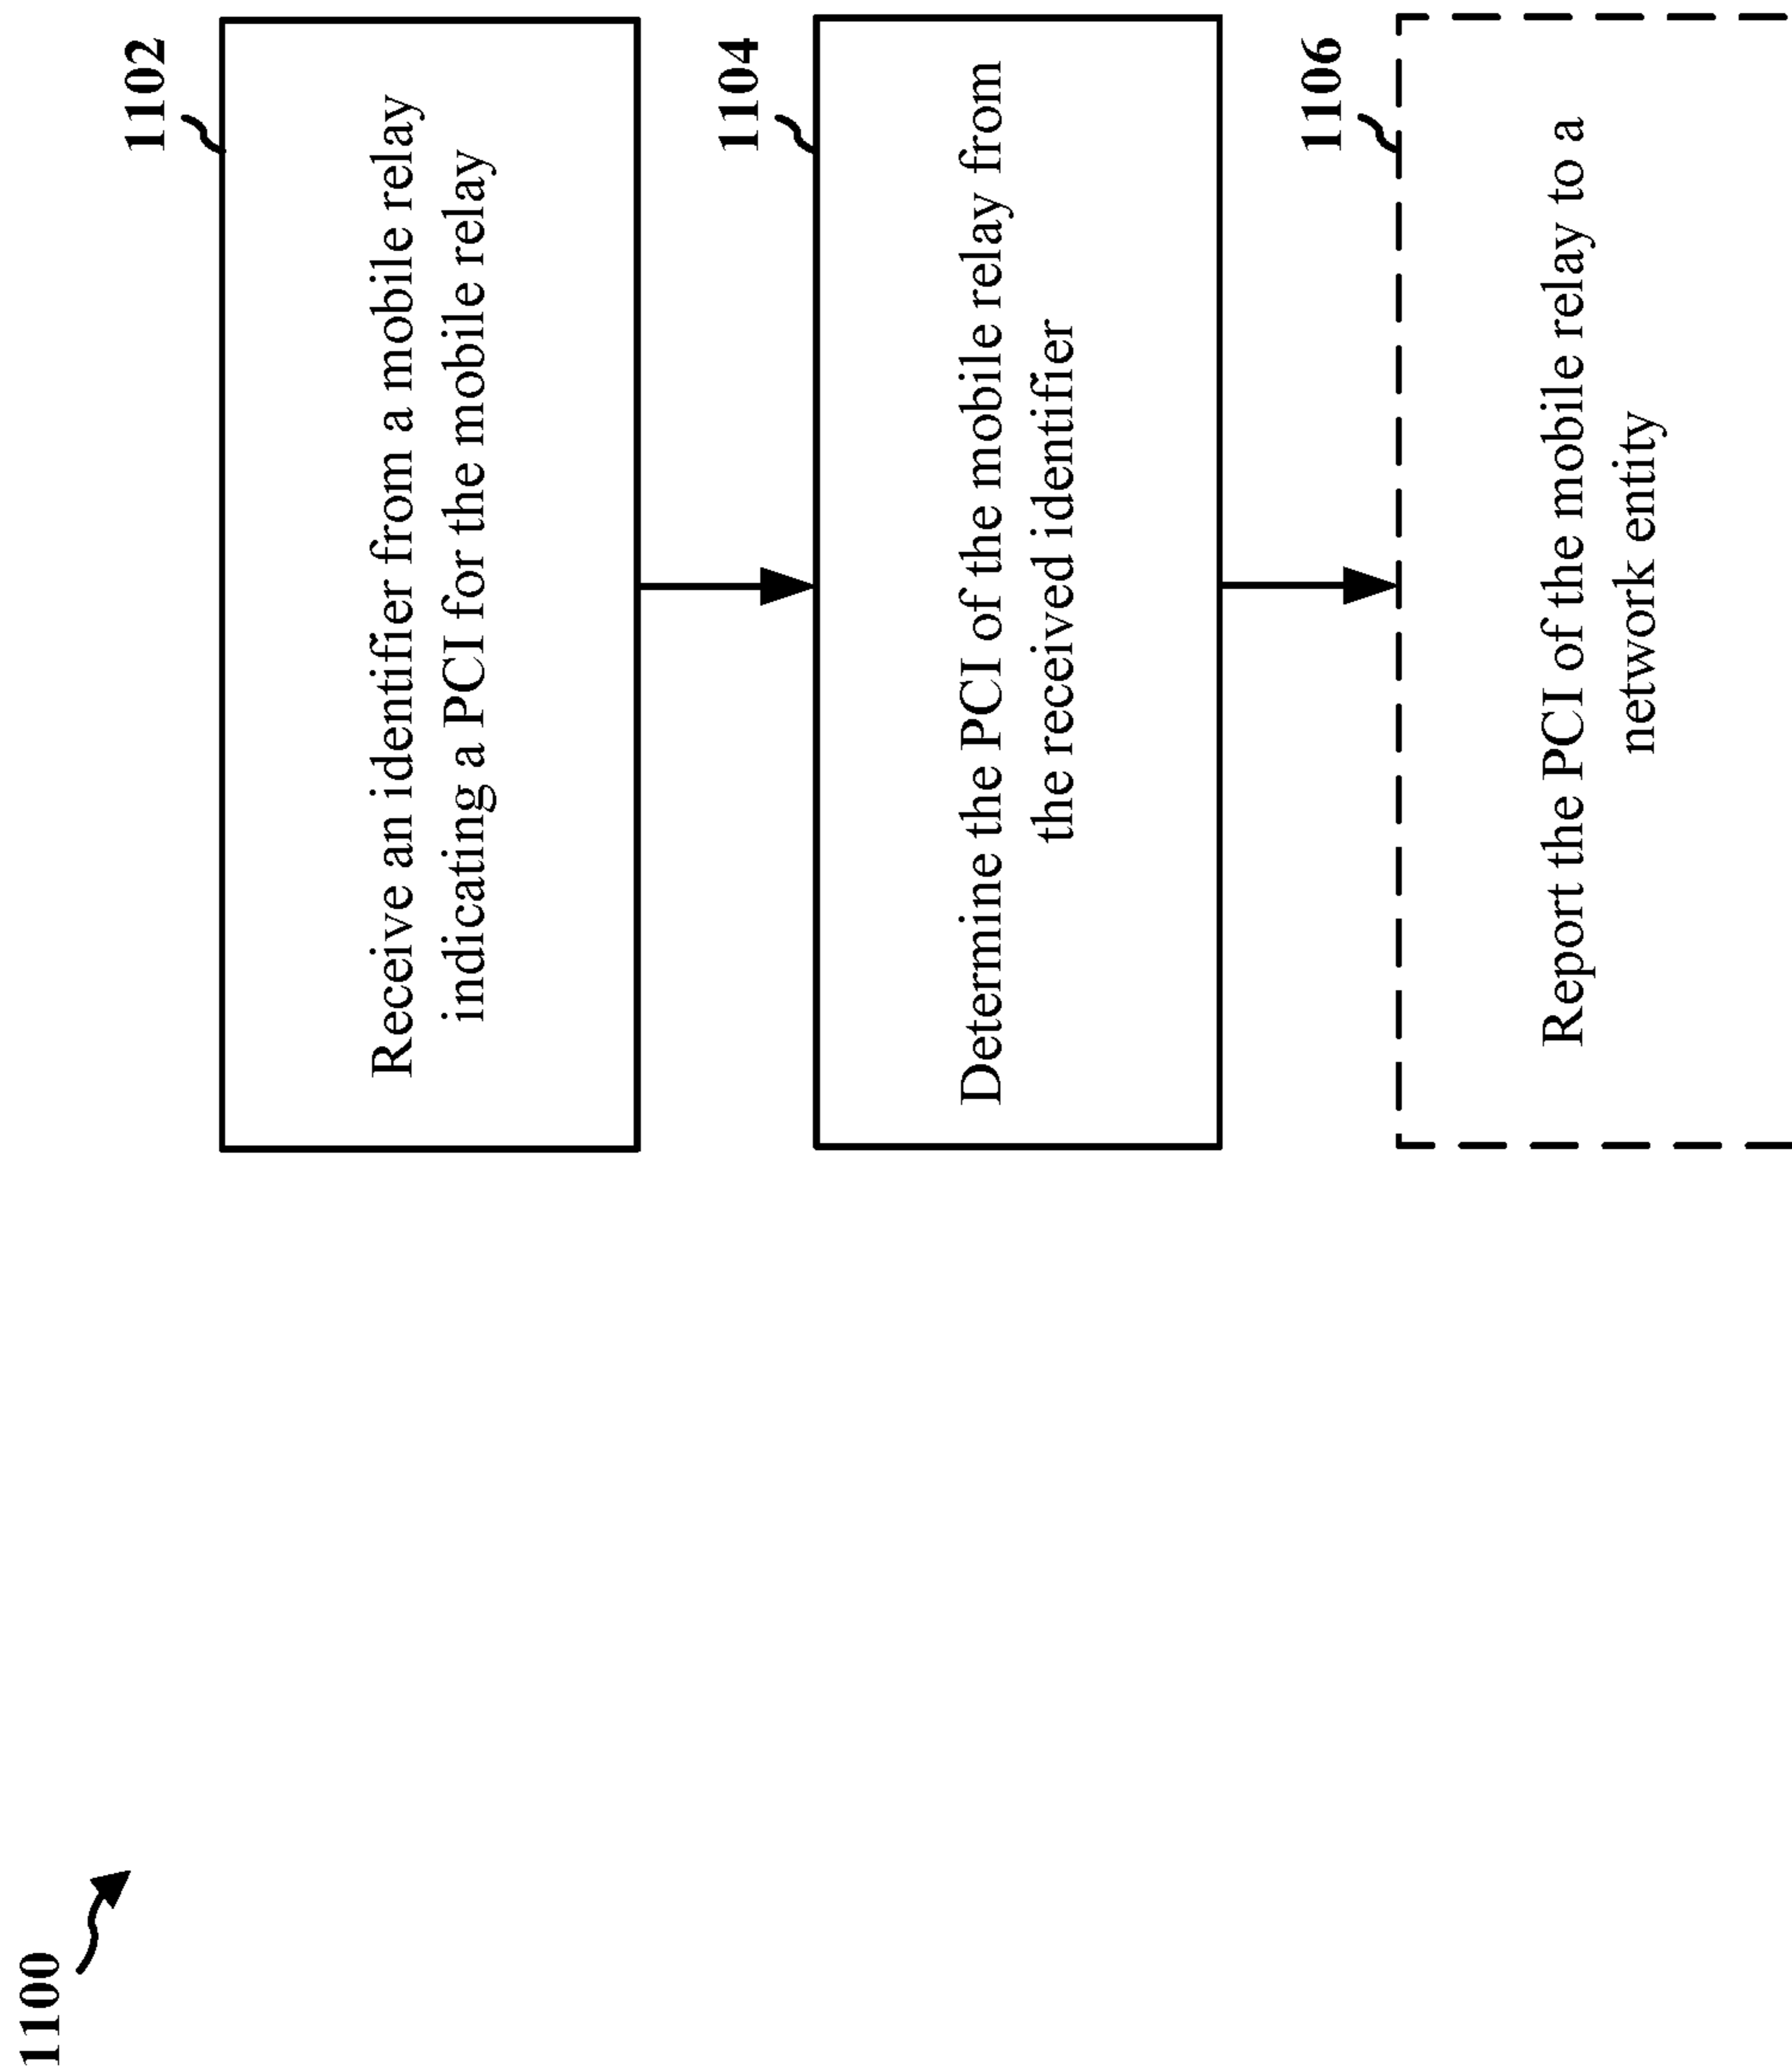 1100
1102
Receive an identifier from a mobile relay
indicating a PCI for the mobile relay
1104
Determine the PCI of the mobile relay from
the received identifier
1106
Report the PCI of the mobile relay to a
network entity